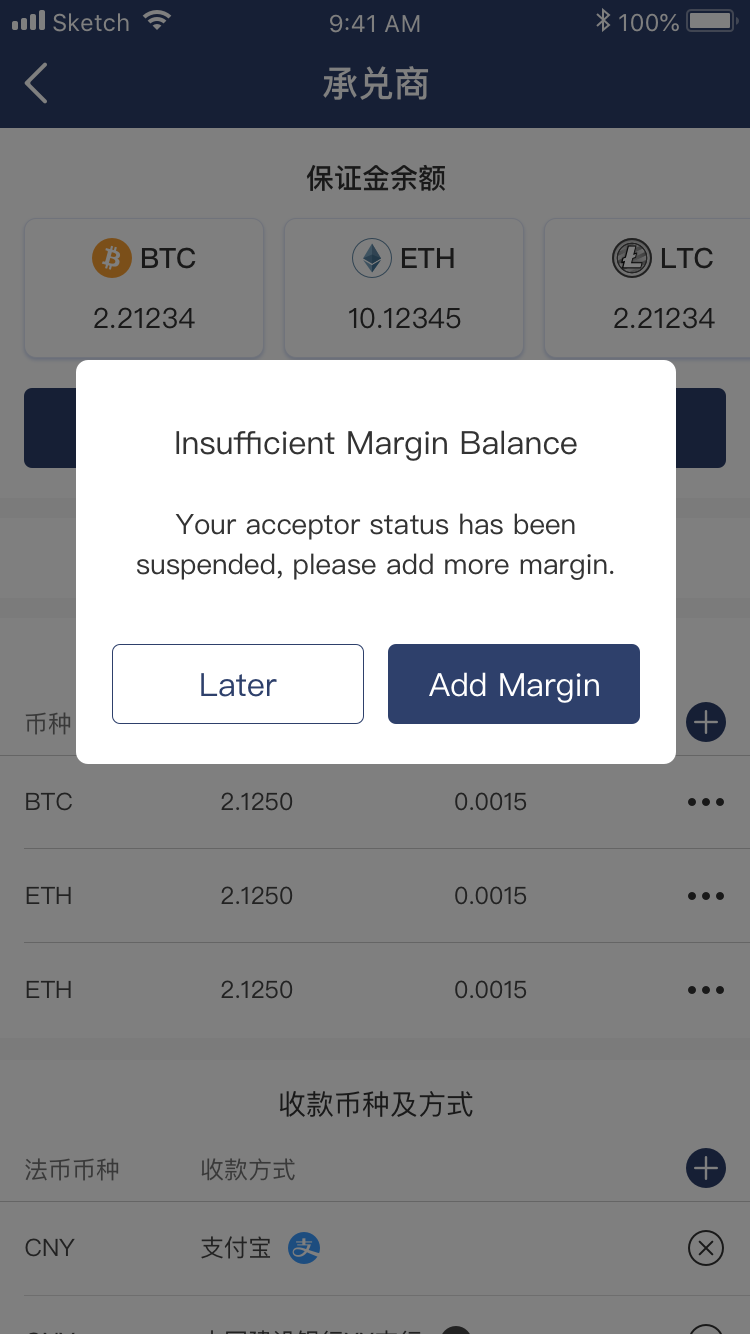 Sketch 9:41 AM 100%
承兑商
保证金余额
BTC ETH LTC
2.21234 10.12345 2.21234
Insufficient Margin Balance
Your acceptor status has been
suspended, please add more margin.
Later Add Margin
币种
BTC 2.1250 0.0015
ETH 2.1250 0.0015
ETH 2.1250 0.0015
收款币种及方式
法币币种 收款方式
CNY 支付宝